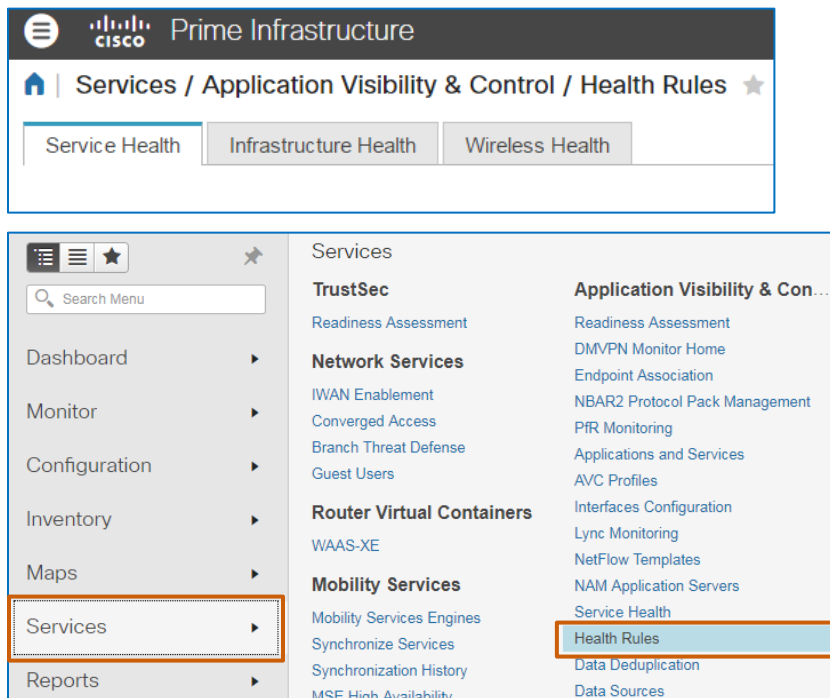 cisco Prime Infrastructure
Services / Application Visibility & Control / Health Rules
Service Health Infrastructure Health Wireless Health
Search Menu
Dashboard
Monitor
Configuration
Inventory
Maps
Services
Reports
Services
TrustSec
Readiness Assessment
Network Services
IWAN Enablement
Converged Access
Branch Threat Defense
Guest Users
Router Virtual Containers
WAAS-XE
Mobility Services
Mobility Services Engines
Synchronize Services
Synchronization History
MSE High Availability
Application Visibility & Con...
Readiness Assessment
DMVPN Monitor Home
Endpoint Association
NBAR2 Protocol Pack Management
PfR Monitoring
Applications and Services
AVC Profiles
Interfaces Configuration
Lync Monitoring
NetFlow Templates
NAM Application Servers
Service Health
Health Rules
Data Deduplication
Data Sources